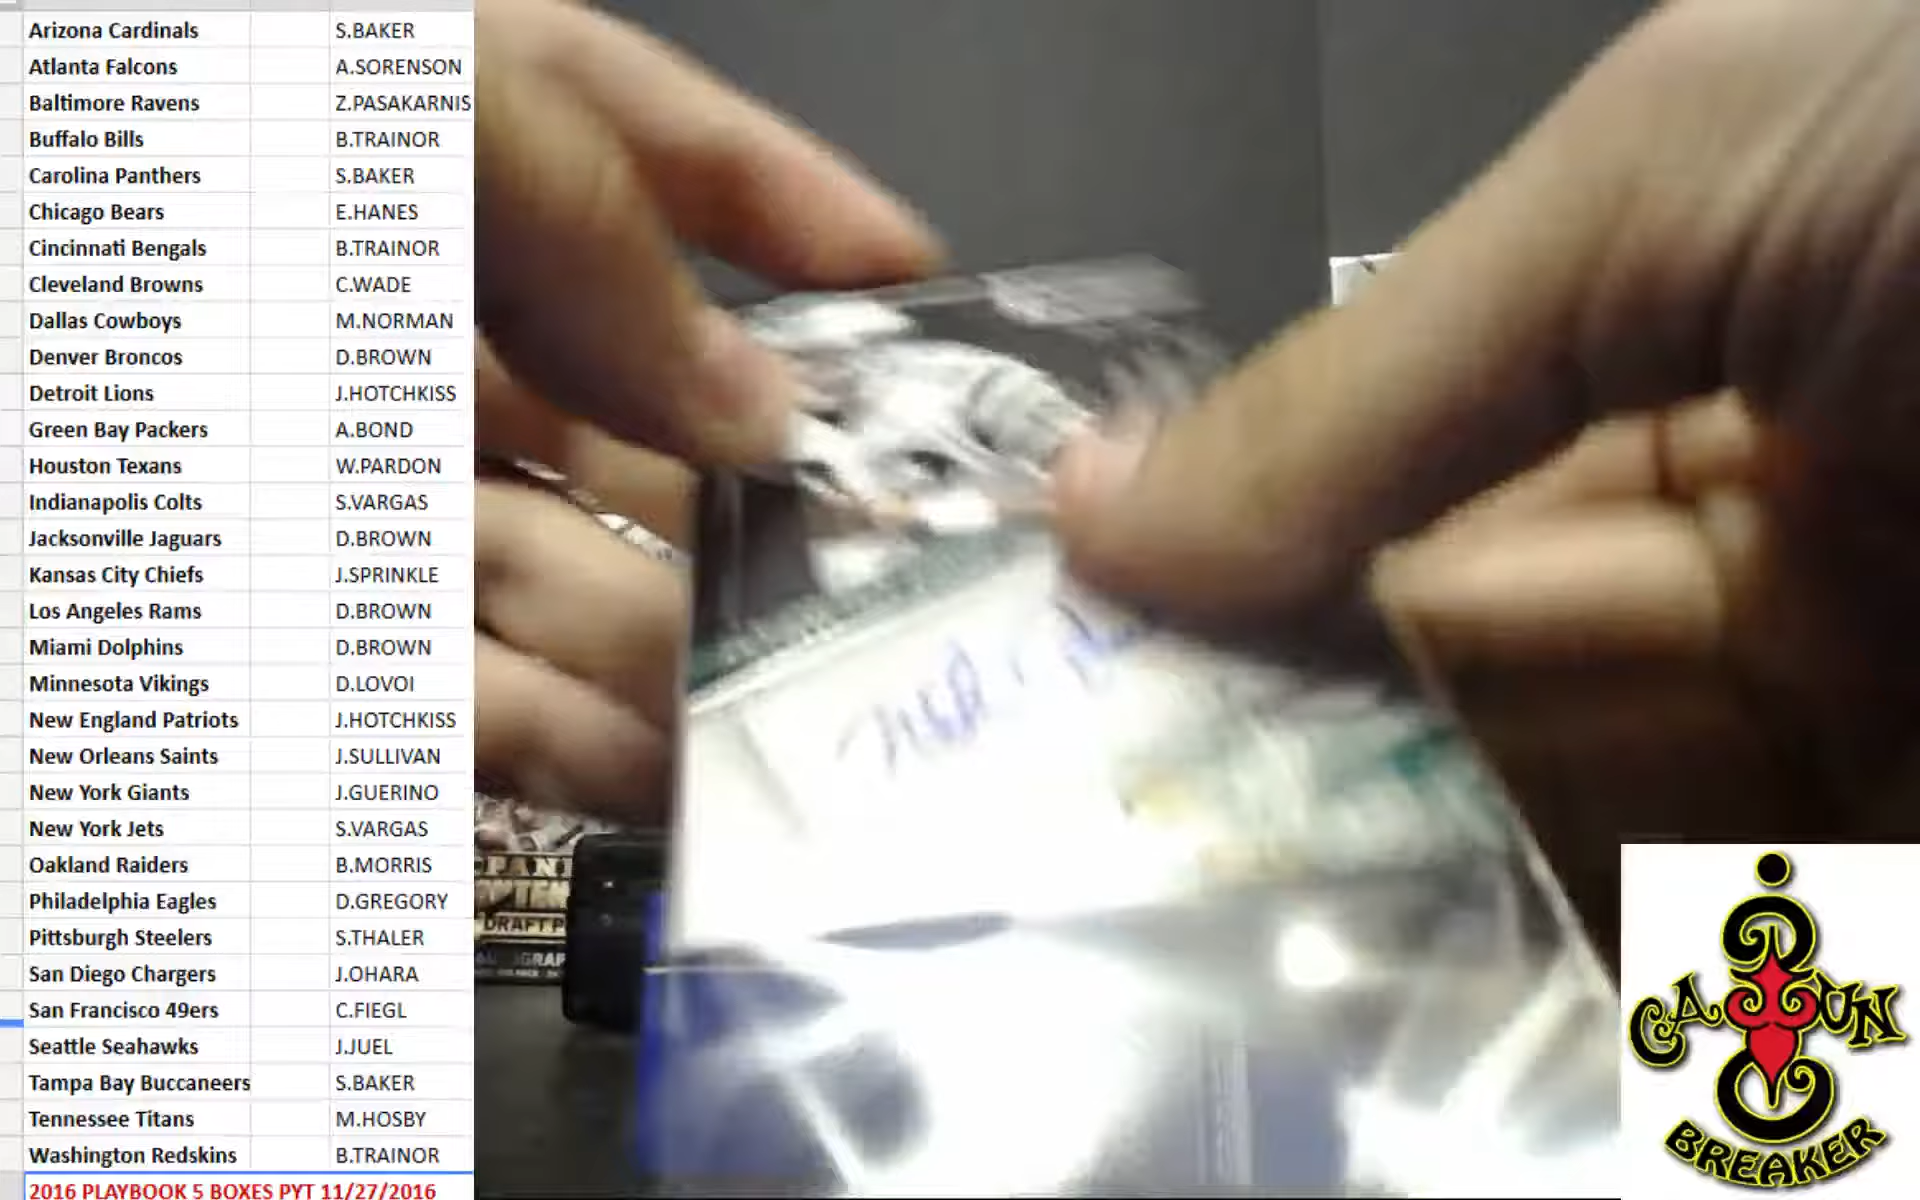 Arizona Cardinals S.BAKER
Atlanta Falcons A.SORENSON
Baltimore Ravens Z.PASAKARNIS
Buffalo Bills B.TRAINOR
Carolina Panthers S.BAKER
Chicago Bears E.HANES
Cincinnati Bengals B.TRAINOR
Cleveland Browns C.WADE
Dallas Cowboys M.NORMAN
Denver Broncos D.BROWN
Detroit Lions J.HOTCHKISS
Green Bay Packers A.BOND
Houston Texans W.PARDON
Indianapolis Colts S.VARGAS
Jacksonville Jaguars D.BROWN
Kansas City Chiefs J.SPRINKLE
Los Angeles Rams D.BROWN
Miami Dolphins D.BROWN
Minnesota Vikings D.LOVOI
New England Patriots J.HOTCHKISS
New Orleans Saints J.SULLIVAN
New York Giants J.GUERINO
New York Jets S.VARGAS
Oakland Raiders B.MORRIS
Philadelphia Eagles D.GREGORY
Pittsburgh Steelers S.THALER
San Diego Chargers J.OHARA
San Francisco 49ers C.FIEGL
Seattle Seahawks J.JUEL
Tampa Bay Buccaneers S.BAKER
Tennessee Titans M.HOSBY
Washington Redskins B.TRAINOR
2016 PLAYBOOK 5 BOXES PYT 11/27/2016
DRAFT P
CAJUN
BREAKER